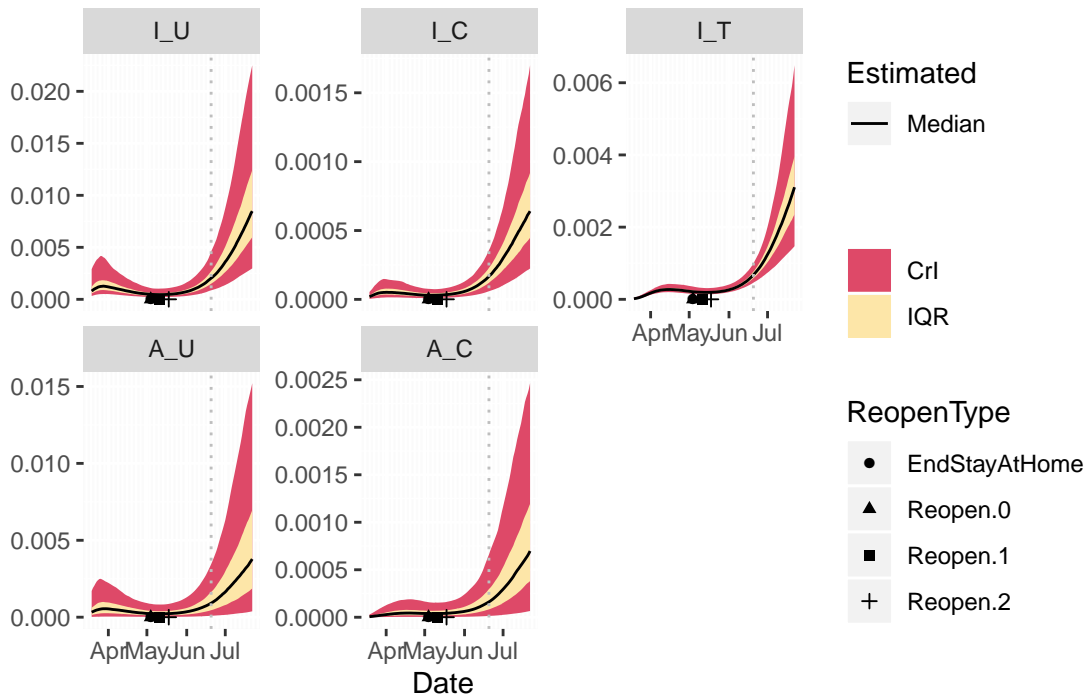 I_U
I_C
I_T
0.020
0.015
0.010
0.005
0.000
0.0015
0.0010
0.0005
0.0000
0.006
0.004
0.002
0.000
Apr May Jun Jul
A_U
A_C
0.015
0.010
0.005
0.000
0.0025
0.0020
0.0015
0.0010
0.0005
0.0000
Apr May Jun Jul
Apr May Jun Jul
Date
Estimated
Median
CrI
IQR
ReopenType
EndStayAtHome
Reopen.0
Reopen.1
Reopen.2